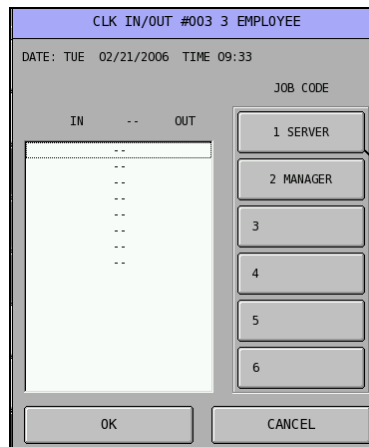 CLK IN/OUT #003 3 EMPLOYEE
DATE: TUE 02/21/2006 TIME 09:33
JOB CODE
IN -- OUT
--
--
--
--
--
--
--
--
1 SERVER
2 MANAGER
3
4
5
6
OK CANCEL